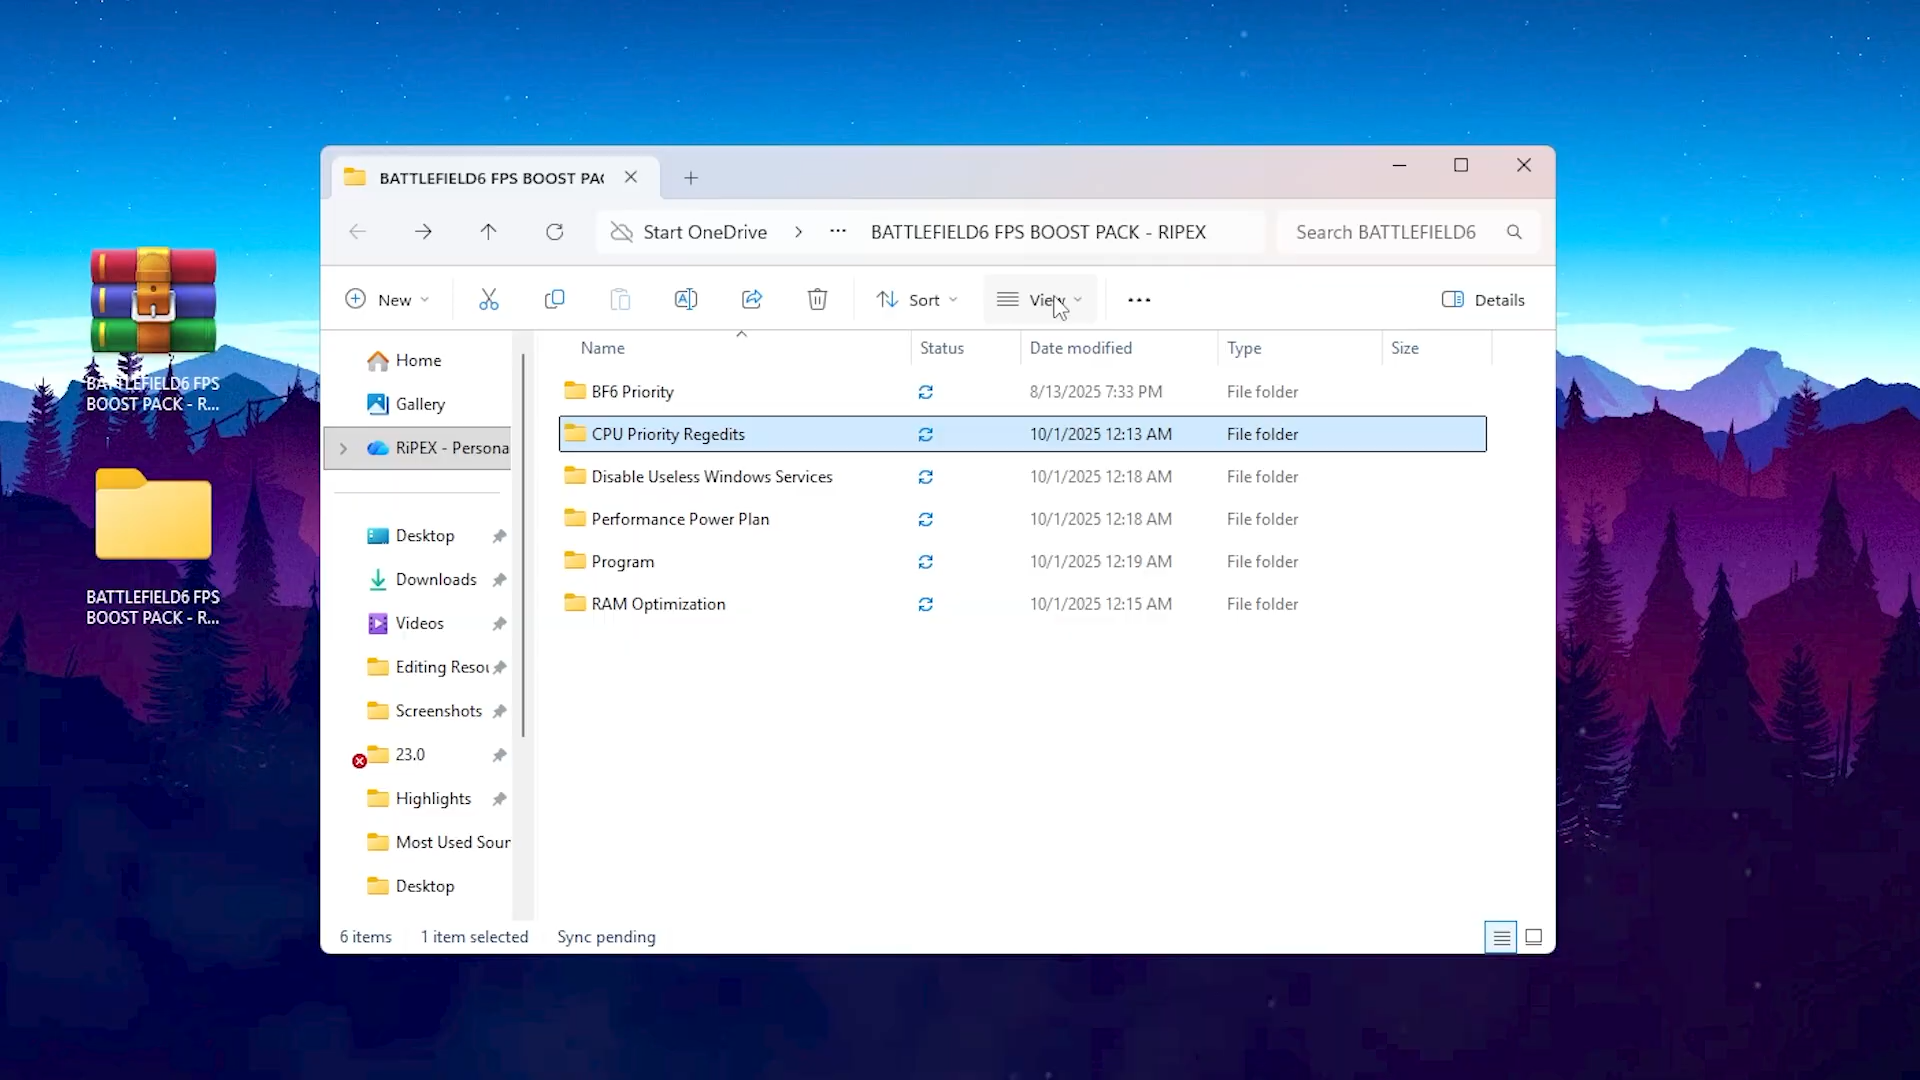 BATTLEFIELD6 FPS
BOOST PACK - R...
BATTLEFIELD6 FPS
BOOST PACK - R...
BATTLEFIELD6 FPS BOOST PAC
Start OneDrive > ... BATTLEFIELD6 FPS BOOST PACK - RIPEX
Search BATTLEFIELD6
New
Sort
View
Details
Home
Gallery
RiPEX - Persona
Desktop
Downloads
Videos
Editing Resou
Screenshots
23.0
Highlights
Most Used Soun
Desktop
Name Status Date modified Type Size
BF6 Priority 8/13/2025 7:33 PM File folder
CPU Priority Regedits 10/1/2025 12:13 AM File folder
Disable Useless Windows Services 10/1/2025 12:18 AM File folder
Performance Power Plan 10/1/2025 12:18 AM File folder
Program 10/1/2025 12:19 AM File folder
RAM Optimization 10/1/2025 12:15 AM File folder
6 items 1 item selected Sync pending